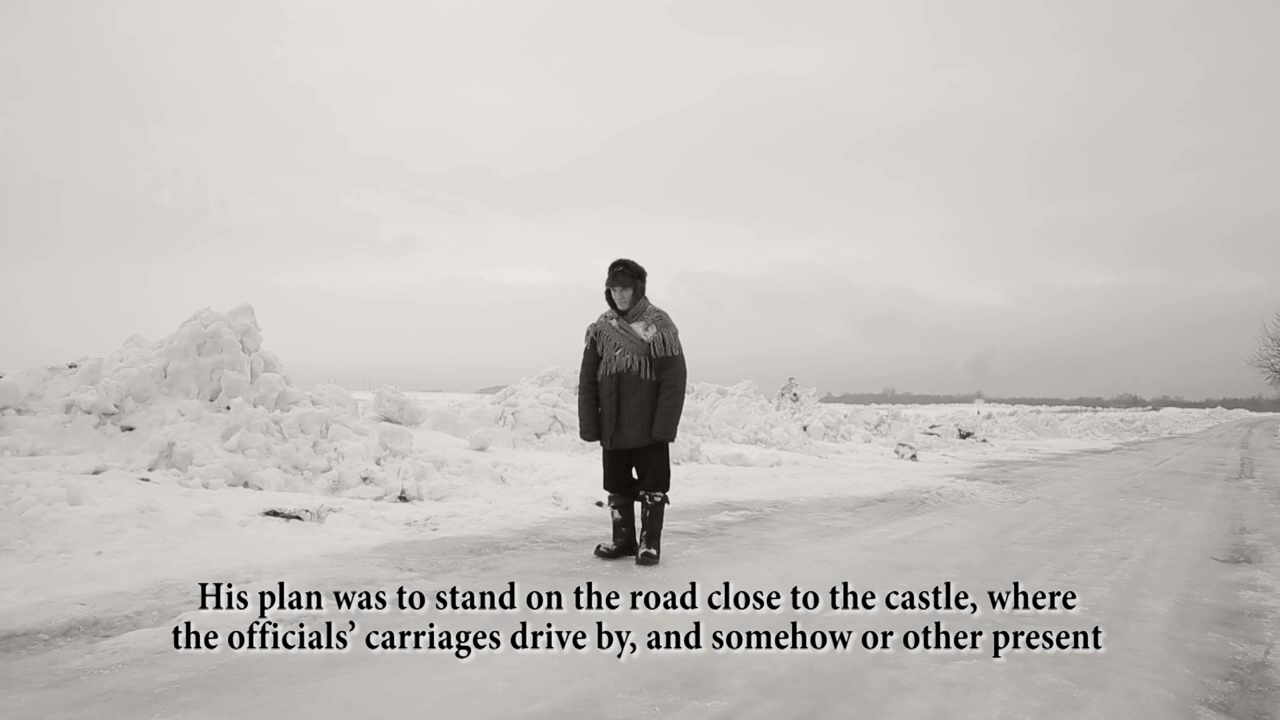 His plan was to stand on the road close to the castle, where
the officials’ carriages drive by, and somehow or other present